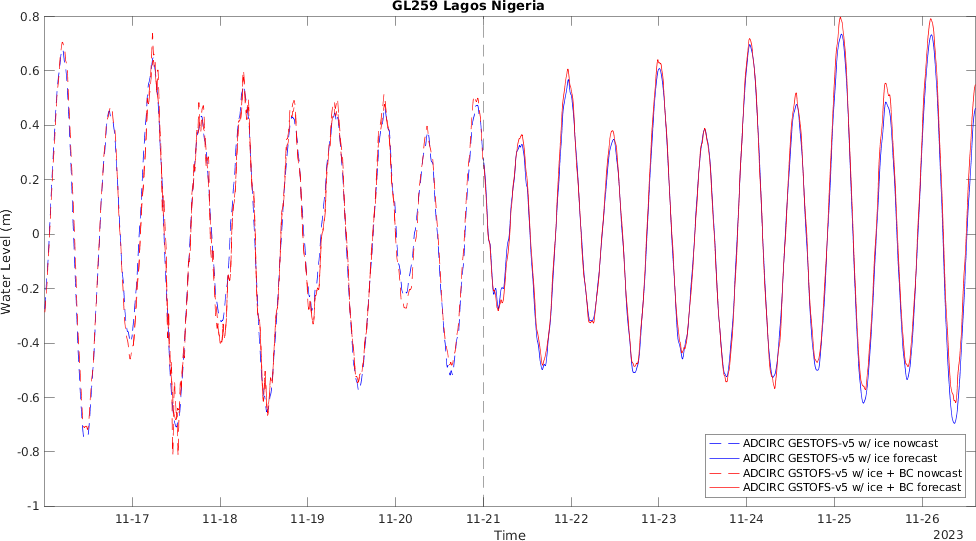 GL259 Lagos Nigeria
0.8
0.6
0.4
0.2
0
-0.2
-0.4
-0.6
-0.8
-1
Water Level (m)
ADCIRC GESTOFS-v5 w/ ice nowcast
ADCIRC GESTOFS-v5 w/ ice forecast
ADCIRC GSTOFS-v5 w/ ice + BC nowcast
ADCIRC GSTOFS-v5 w/ ice + BC forecast
11-17 11-18 11-19 11-20 11-21 11-22 11-23 11-24 11-25 11-26
Time
2023